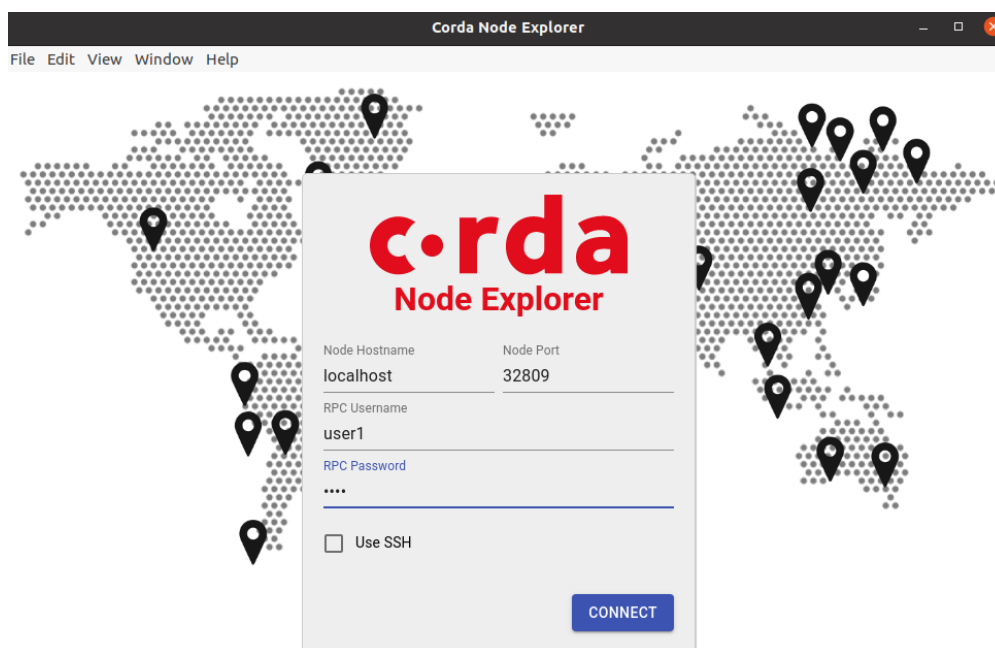 Corda Node Explorer
File Edit View Window Help
c•rda
Node Explorer
Node Hostname Node Port
localhost 32809
RPC Username
user1
RPC Password
••••
Use SSH
CONNECT